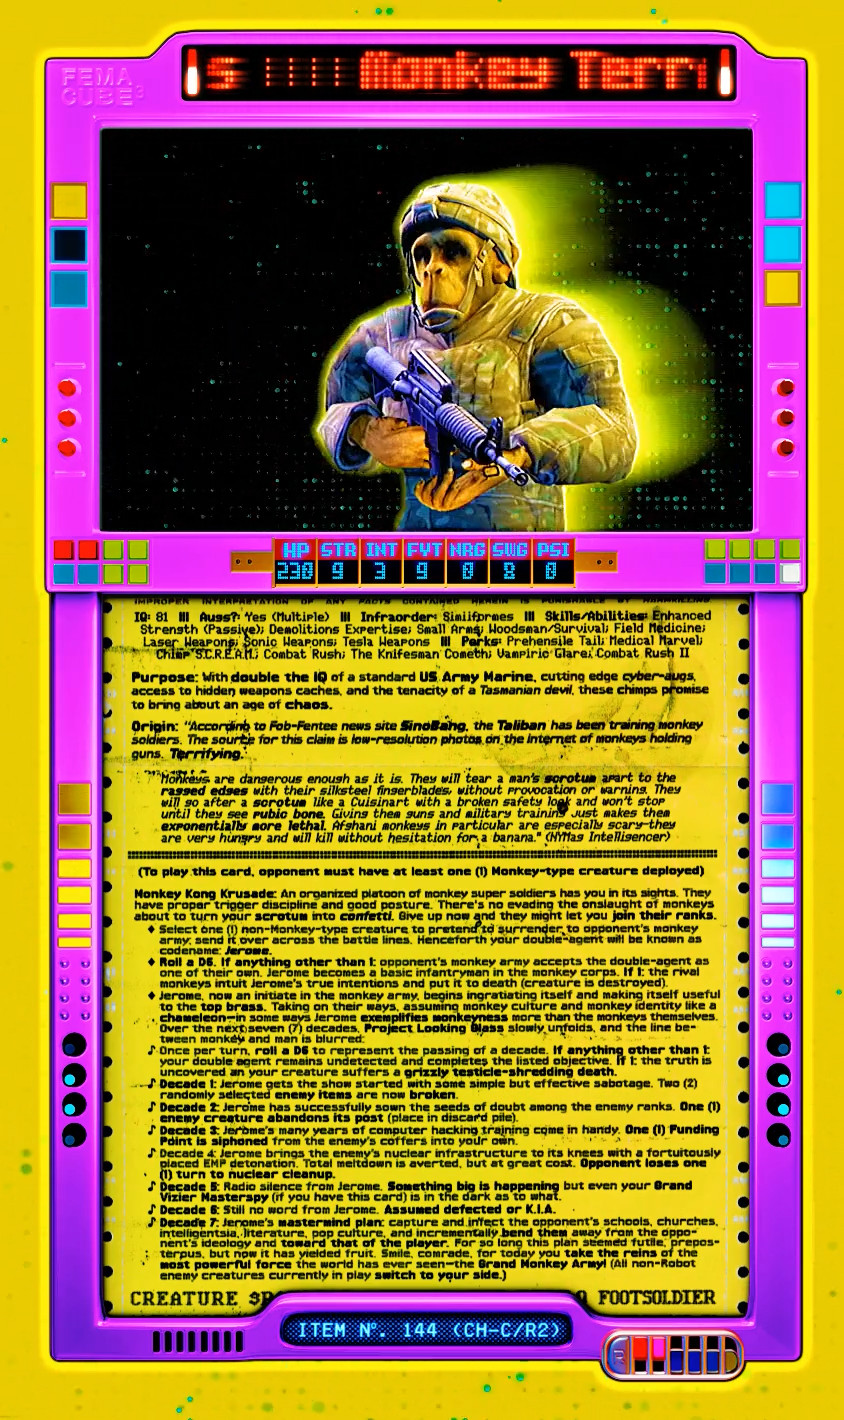 FEMA
CUBE³
S Monkey Terr
HP STR INT FYT NRG SWG PSI
230 9 3 9 0 8 0
IMPROPER INTERPRETATION OF ANY FACTS CONTAINED HEREIN IS PUNISHABLE
IQ: 81 III Augs?: Yes (Multiple) III Infraorder: Simiiformes III Skills/Abilities: Enhanced
Strength (Passive); Demolitions Expertise; Small Arms; Woodsman/Survival; Field Medicine;
Laser Weapons; Sonic Weapons; Tesla Weapons III Perks: Prehensile Tail; Medical Marvel;
Chimp S.C.R.E.A.M.; Combat Rush; The Knifesman Cometh; Vampiric Glare; Combat Rush II
Purpose: With double the IQ of a standard US Army Marine, cutting edge cyber-augs,
access to hidden weapons caches, and the tenacity of a Tasmanian devil, these chimps promise
to bring about an age of chaos.
Origin: "According to Fob-Fentee news site SinoBang, the Taliban has been training monkey
soldiers. The source for this claim is low-resolution photos on the internet of monkeys holding
guns. Terrifying."
"Monkeys are dangerous enough as it is. They will tear a man's scrotum apart to the
ragged edges with their silksteel fingerblades, without provocation or warning. They
will go after a scrotum like a Cuisinart with a broken safety lock and won't stop
until they see pubic bone. Giving them guns and military training just makes them
exponentially more lethal. Afghani monkeys in particular are especially scary—they
are very hungry and will kill without hesitation for a banana." (NYMag Intelligencer)
(To play this card, opponent must have at least one (1) Monkey-type creature deployed)
Monkey Kong Krusade: An organized platoon of monkey super soldiers has you in its sights. They
have proper trigger discipline and good posture. There's no evading the onslaught of monkeys
about to turn your scrotum into confetti. Give up now and they might let you join their ranks.
♦ Select one (1) non-Monkey-type creature to pretend to surrender to opponent's monkey
army; send it over across the battle lines. Henceforth your double-agent will be known as
codename: Jerome.
♦ Roll a D6. If anything other than 1: opponent's monkey army accepts the double-agent as
one of their own. Jerome becomes a basic infantryman in the monkey corps. If 1: the rival
monkeys intuit Jerome's true intentions and put it to death (creature is destroyed).
♦ Jerome, now an initiate in the monkey army, begins ingratiating itself and making itself useful
to the top brass. Taking on their ways, assuming monkey culture and monkey identity like a
chameleon—in some ways Jerome exemplifies monkeyness more than the monkeys themselves.
Over the next seven (7) decades, Project Looking Glass slowly unfolds, and the line be-
tween monkey and man is blurred:
♪ Once per turn, roll a D6 to represent the passing of a decade. If anything other than 1:
your double agent remains undetected and completes the listed objective. If 1: the truth is
uncovered an your creature suffers a grizzly testicle-shredding death.
♪ Decade 1: Jerome gets the show started with some simple but effective sabotage. Two (2)
randomly selected enemy items are now broken.
♪ Decade 2: Jerome has successfully sown the seeds of doubt among the enemy ranks. One (1)
enemy creature abandons its post (place in discard pile).
♪ Decade 3: Jerome's many years of computer hacking training come in handy. One (1) Funding
Point is siphoned from the enemy's coffers into your own.
♪ Decade 4: Jerome brings the enemy's nuclear infrastructure to its knees with a fortuitously
placed EMP detonation. Total meltdown is averted, but at great cost. Opponent loses one
(1) turn to nuclear cleanup.
♪ Decade 5: Radio silence from Jerome. Something big is happening but even your Grand
Vizier Masterspy (if you have this card) is in the dark as to what.
♪ Decade 6: Still no word from Jerome. Assumed defected or K.I.A.
♪ Decade 7: Jerome's mastermind plan: capture and infect the opponent's schools, churches,
intelligentsia, literature, pop culture, and incrementally bend them away from the oppo-
nent's ideology and toward that of the player. For so long this plan seemed futile, prepos-
terpus, but now it has yielded fruit. Smile, comrade, for today you take the reins of the
most powerful force the world has ever seen—the Grand Monkey Army! (All non-Robot
enemy creatures currently in play switch to your side.)
CREATURE FOOTSOLDIER
ITEM Nº. 144 (CH-C/R2)